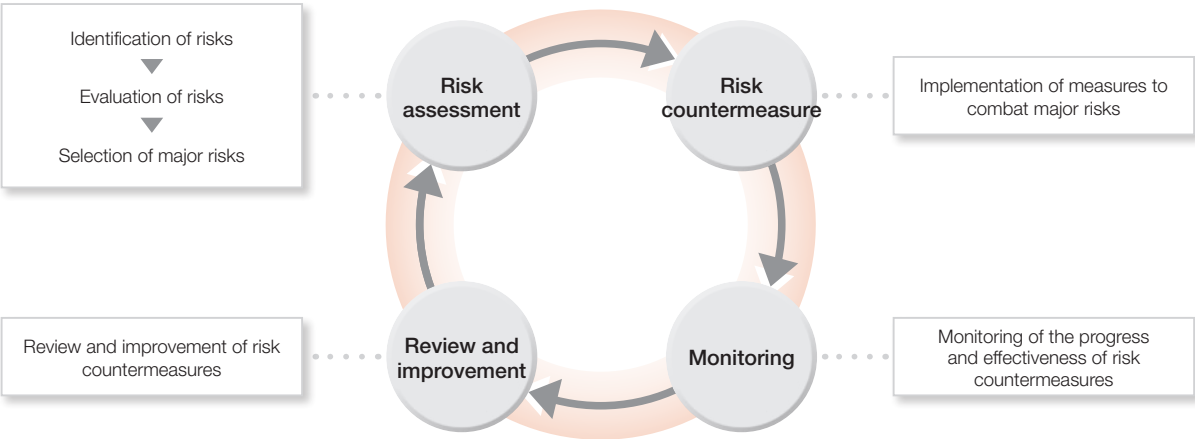 Identification of risks
Evaluation of risks
Selection of major risks
Risk
assessment
Risk
countermeasure
Implementation of measures to
combat major risks
Review and improvement of risk
countermeasures
Review and
improvement
Monitoring
Monitoring of the progress
and effectiveness of risk
countermeasures